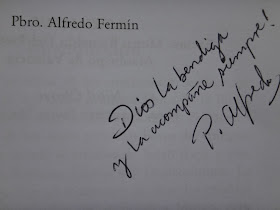 Pbro. Alfredo Fermín
Dios la bendiga
y la acompañe siempre!
P. Alfredo